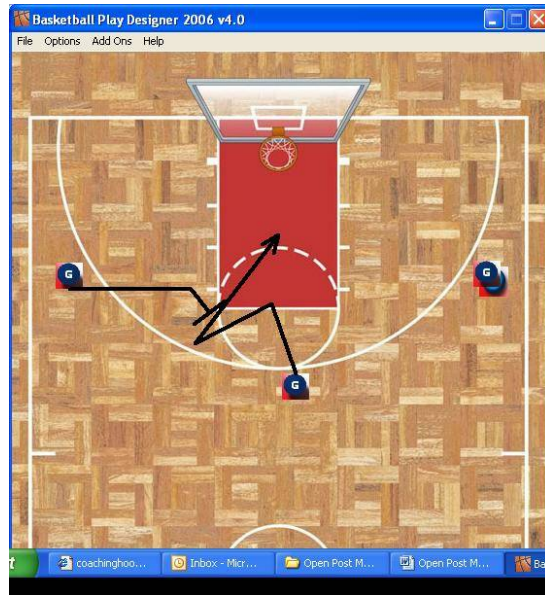 Basketball Play Designer 2006 v4.0
File Options Add Ons Help
G
G
G
coachinghoo... Inbox - Micr... Open Post M... Open Post M... Ba